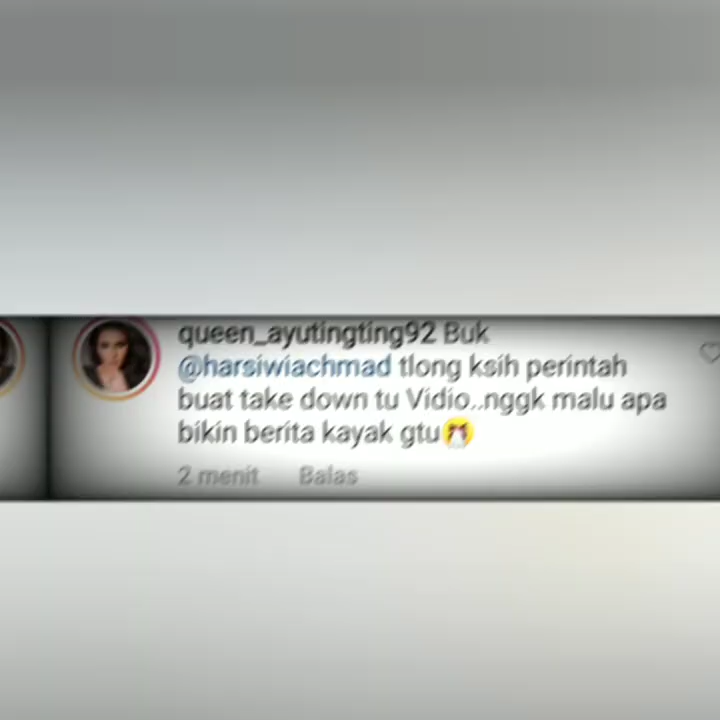 queen_ayutingting92 Buk
@harsiwiachmad tlong ksih perintah
buat take down tu Vidio..nggk malu apa
bikin berita kayak gtu🤦
2 menit Balas